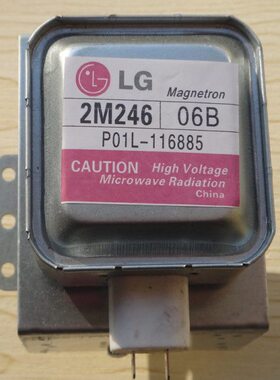 LG
Magnetron
2M246 06B
P01L-116885
CAUTION High Voltage
Microwave Radiation
China